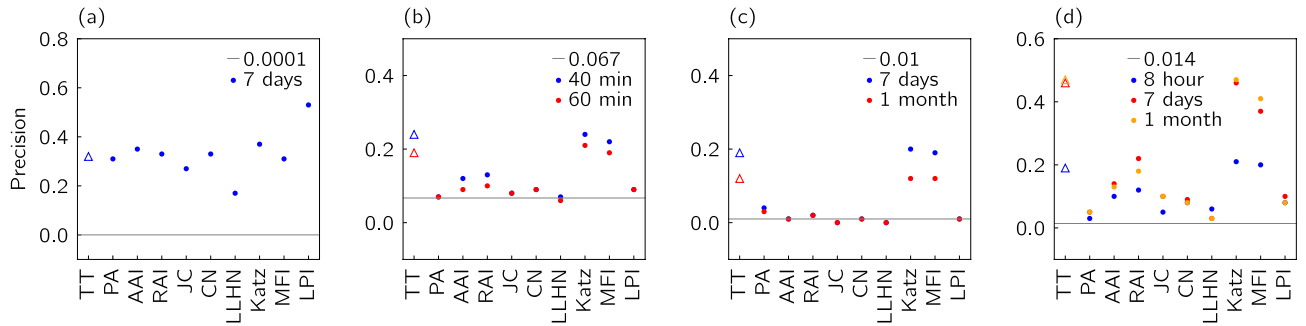 (a)
Precision
0.8
0.6
0.4
0.2
0.0
0.0001
7 days
TT
PA
AAI
RAI
JC
CN
LLHN
Katz
MFI
LPI
(b)
0.4
0.2
0.0
0.067
40 min
60 min
TT
PA
AAI
RAI
JC
CN
LLHN
Katz
MFI
LPI
(c)
0.4
0.2
0.0
0.01
7 days
1 month
TT
PA
AAI
RAI
JC
CN
LLHN
Katz
MFI
LPI
(d)
0.6
0.4
0.2
0.0
0.014
8 hour
7 days
1 month
TT
PA
AAI
RAI
JC
CN
LLHN
Katz
MFI
LPI